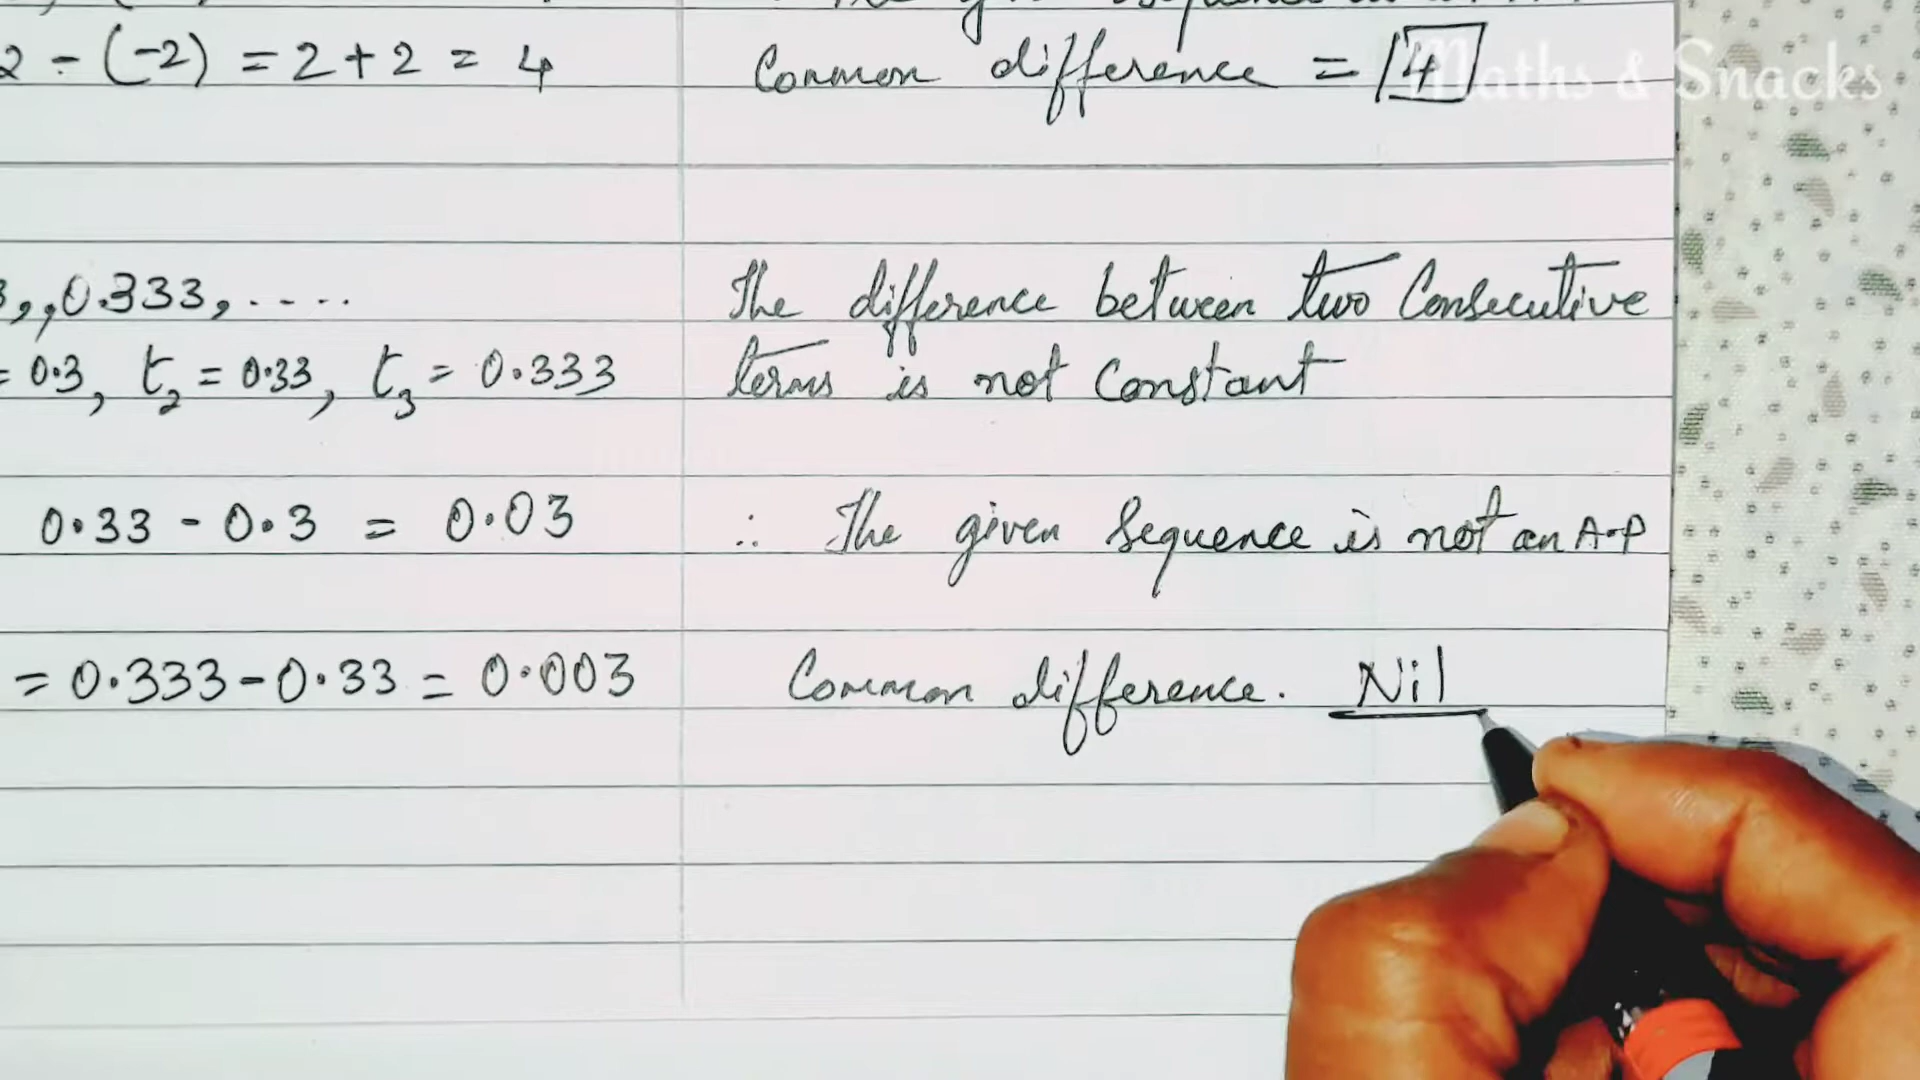 2 - (-2) = 2 + 2 = 4
Common difference = 4
Maths & Snacks
3,,0.333, ....
= 0.3, t2 = 0.33, t3 = 0.333
0.33 - 0.3 = 0.03
= 0.333 - 0.33 = 0.003
The difference between two Consecutive
terms is not Constant
∴ The given Sequence is not an A.P
Common difference. Nil